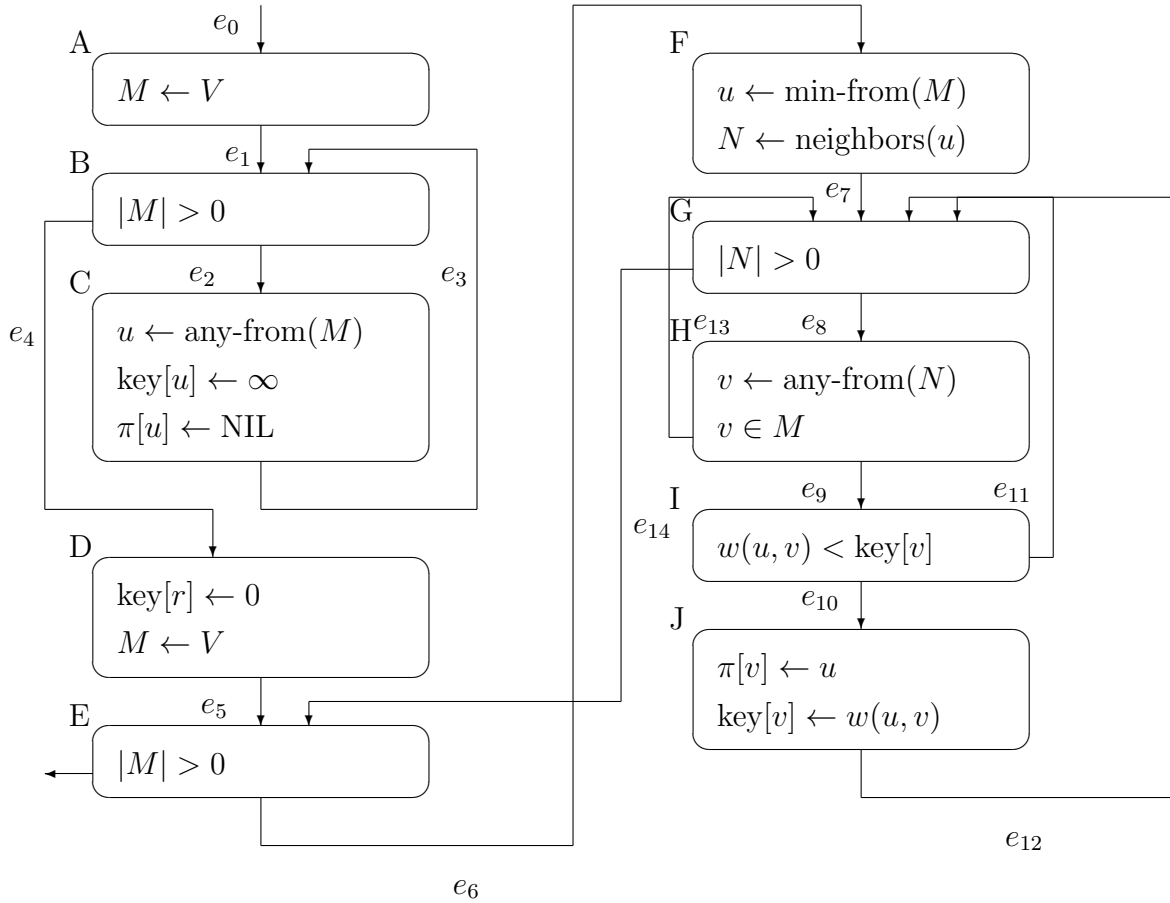 e₀
A
M ← V
e₁
B
|M| > 0
e₂
e₃
C
e₄
u ← any-from(M)
key[u] ← ∞
π[u] ← NIL
D
key[r] ← 0
M ← V
e₅
E
|M| > 0
e₆
F
u ← min-from(M)
N ← neighbors(u)
e₇
G
|N| > 0
e₁₃
e₈
H
v ← any-from(N)
v ∈ M
e₉
e₁₁
I
e₁₄
w(u, v) < key[v]
e₁₀
J
π[v] ← u
key[v] ← w(u, v)
e₁₂